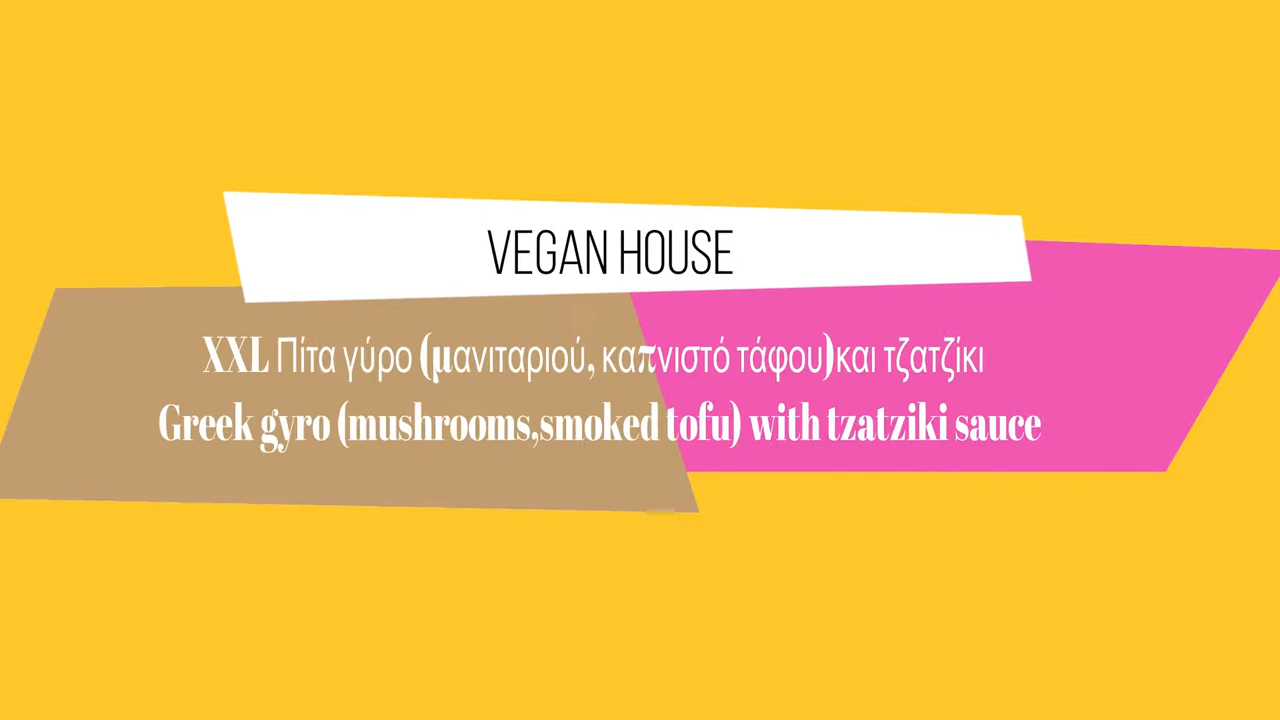 VEGAN HOUSE
XXL Πίτα γύρο (μανιταριού, καπνιστό τάφου)και τζατζίκι
Greek gyro (mushrooms,smoked tofu) with tzatziki sauce